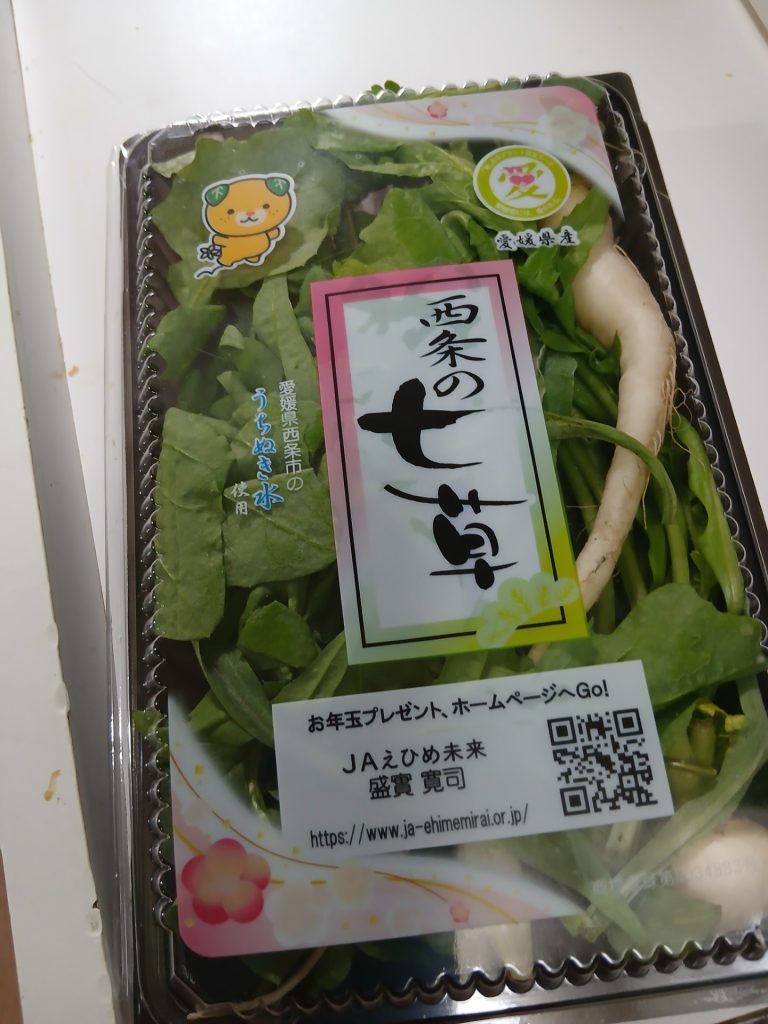 愛
愛媛県産
西条の
七草
愛媛県西条市の
うちぬき水
使用
お年玉プレゼント、ホームページへGo!
JAえひめ未来
盛實 寛司
https://www.ja-ehimemirai.or.jp/